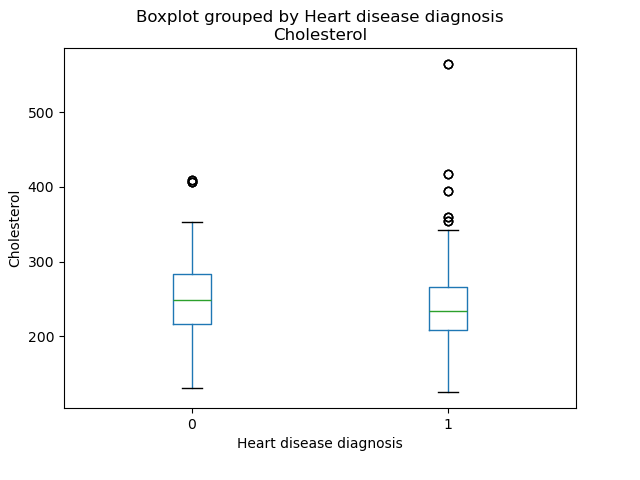 Boxplot grouped by Heart disease diagnosis
Cholesterol
500
400
300
200
Cholesterol
0 1
Heart disease diagnosis